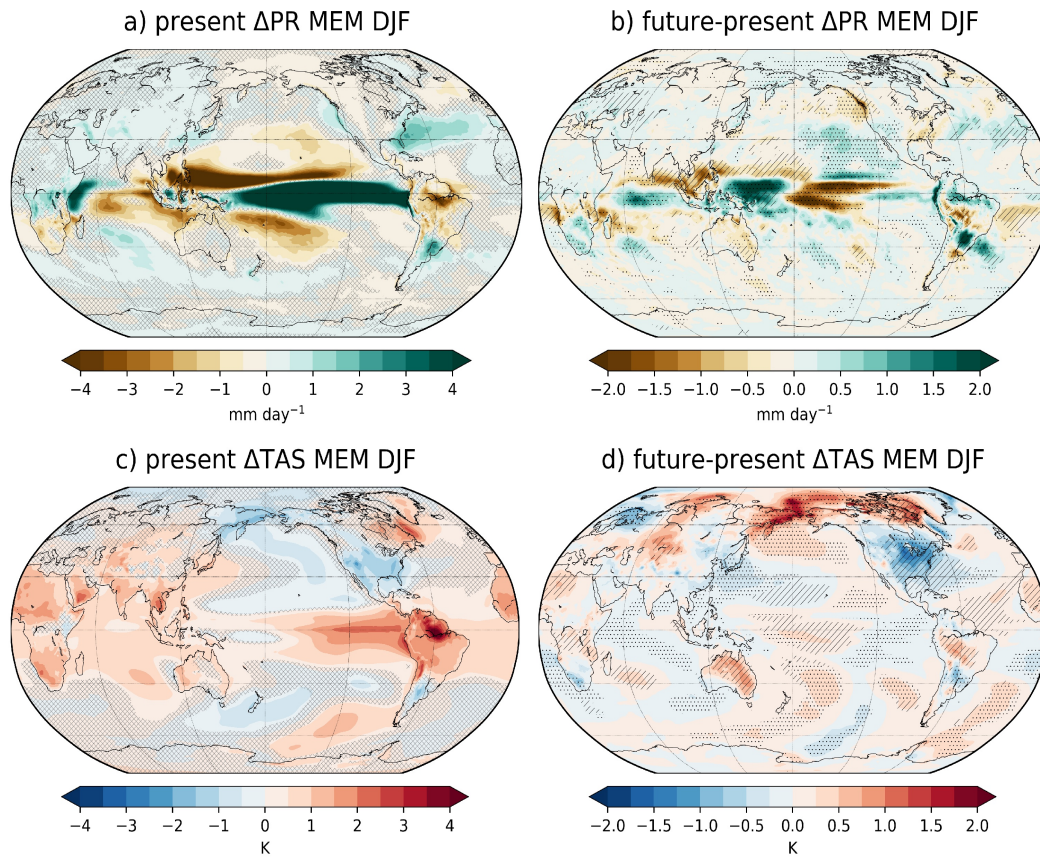 a) present ΔPR MEM DJF
b) future-present ΔPR MEM DJF
−4 −3 −2 −1 0 1 2 3 4
mm day⁻¹
−2.0 −1.5 −1.0 −0.5 0.0 0.5 1.0 1.5 2.0
mm day⁻¹
c) present ΔTAS MEM DJF
d) future-present ΔTAS MEM DJF
−4 −3 −2 −1 0 1 2 3 4
K
−2.0 −1.5 −1.0 −0.5 0.0 0.5 1.0 1.5 2.0
K